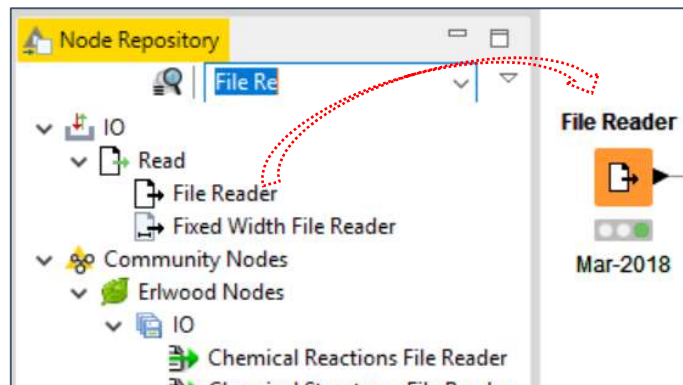 Node Repository
File Re
IO
Read
File Reader
Fixed Width File Reader
Community Nodes
Erlwood Nodes
IO
Chemical Reactions File Reader
File Reader
Mar-2018